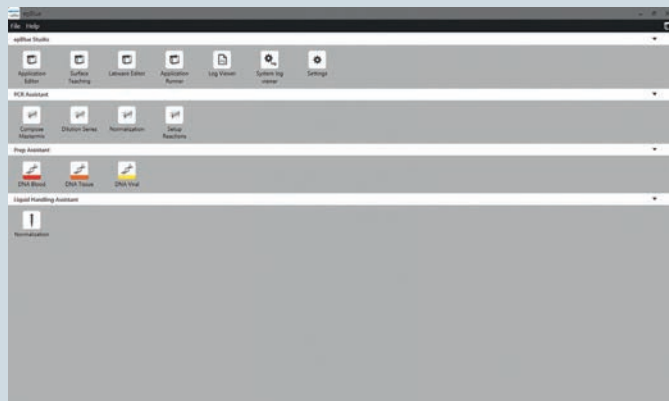 epBlue
File Help
epBlue Studio
Application Editor
Surface Teaching
Labware Editor
Application Runner
Log Viewer
System log viewer
Settings
PCR Assistant
Compose Mastermix
Dilution Series
Normalisation
Setup Reactions
Prep Assistant
DNA Blood
DNA Tissue
DNA Viral
Liquid Handling Assistant
Normalisation